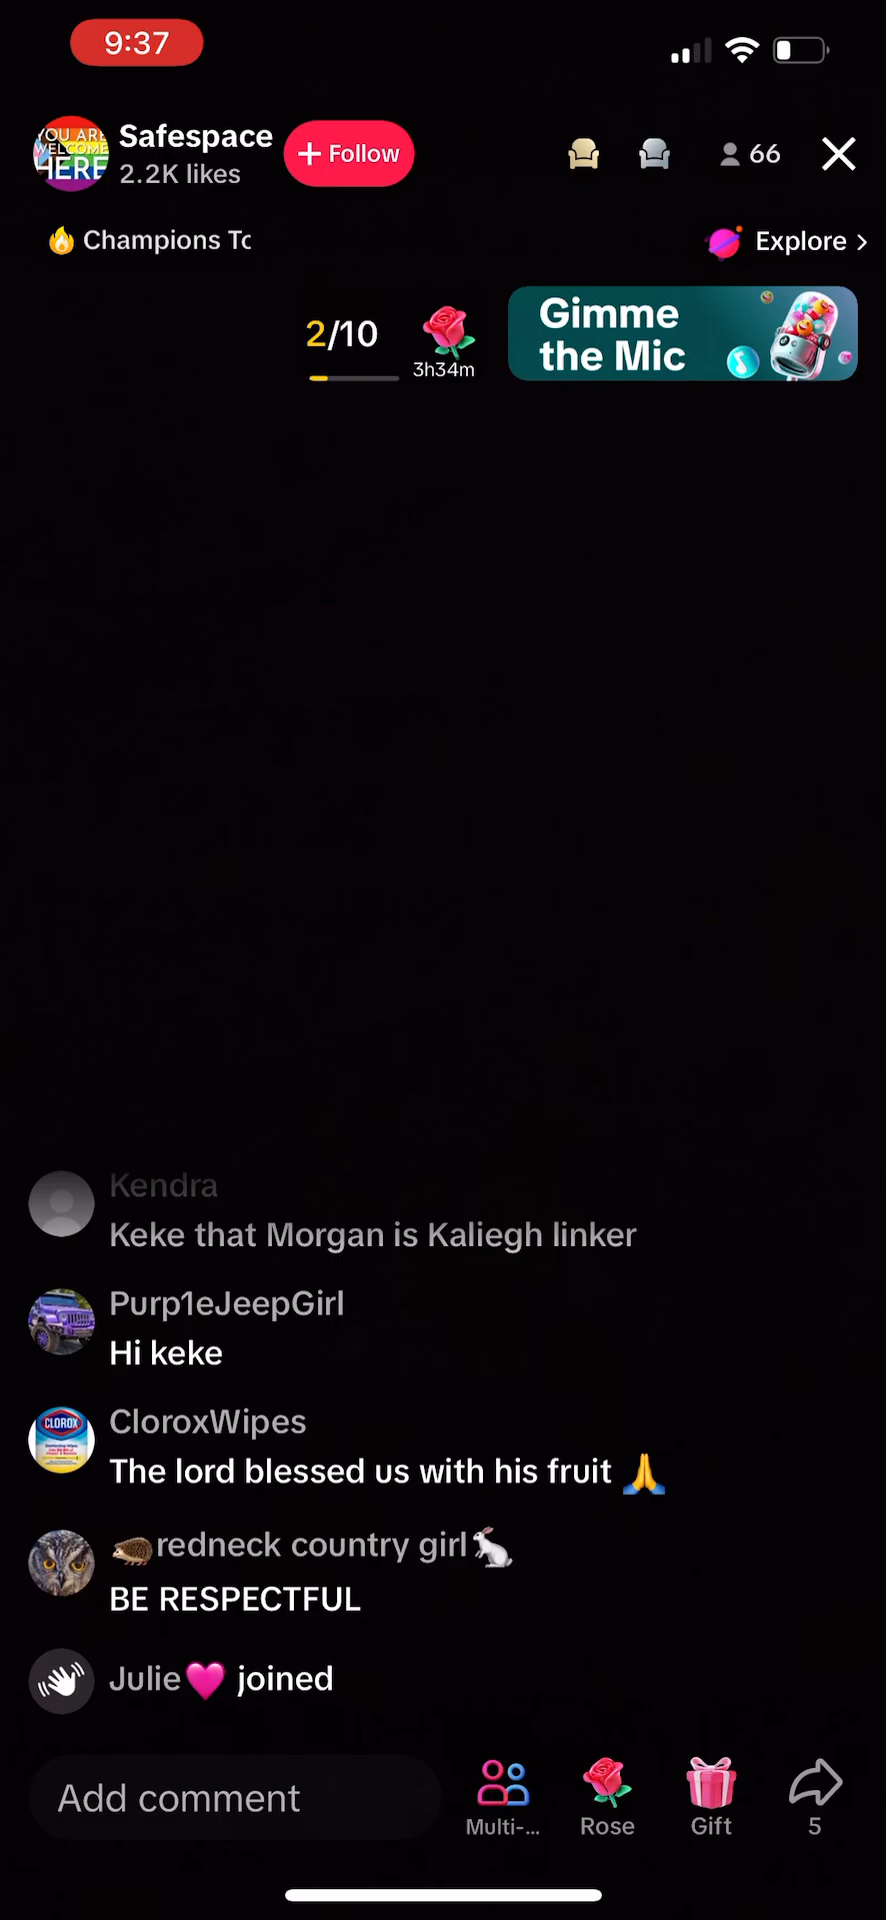 9:37
YOU ARE
WELCOME
HERE
Safespace
2.2K likes
+ Follow
66
🔥 Champions To
Explore >
2/10
3h34m
Gimme
the Mic
Kendra
Keke that Morgan is Kaliegh linker
Purp1eJeepGirl
Hi keke
CLOROX
CloroxWipes
The lord blessed us with his fruit 🙏
🦔redneck country girl🐇
BE RESPECTFUL
Julie💗 joined
Add comment
Multi-...
Rose
Gift
5